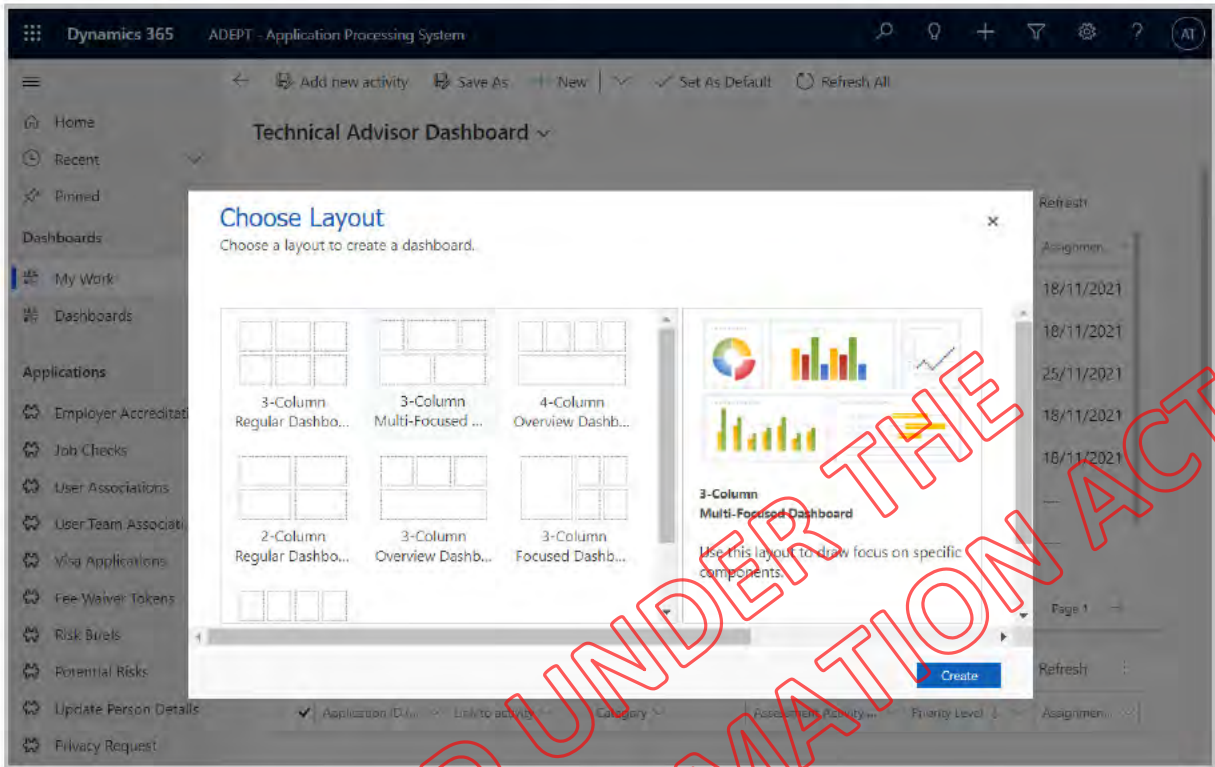 Dynamics 365 ADEPT - Application Processing System ? AT
Add new activity Save As New Set As Default Refresh All
Home
Technical Advisor Dashboard
Recent
Pinned
Refresh
Choose Layout
Choose a layout to create a dashboard.
Dashboards
Assignmen...
My Work
18/11/2021
Dashboards
18/11/2021
Applications
25/11/2021
3-Column
Regular Dashbo...
3-Column
Multi-Focused ...
4-Column
Overview Dashb...
Employer Accreditati
18/11/2021
Job Checks
18/11/2021
User Associations
3-Column
Multi-Focused Dashboard
User Team Associati
2-Column
Regular Dashbo...
3-Column
Overview Dashb...
3-Column
Focused Dashb...
Use this layout to draw focus on specific
components.
Visa Applications
---
Fee Waiver Tokens
Page 1
Risk Briefs
Potential Risks
Create
Refresh
Update Person Details
Application ID Link to activity Category Assessment Activity ... Priority Level Assignmen...
Privacy Request
D UNDER THE
MATION ACT